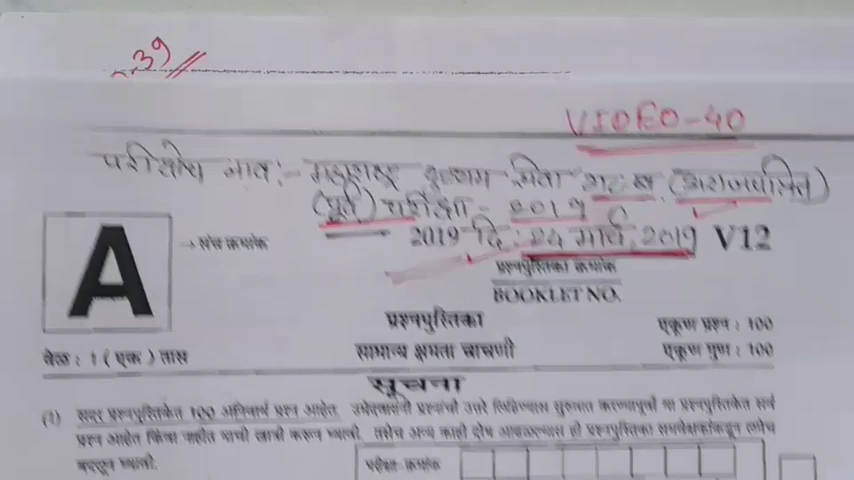 39
VIDEO-40
परीक्षेचे नाव:- महाराष्ट्र दुय्यम सेवा गट ब (अराजपत्रित)
(पूर्व) परीक्षा - 2019
2019 दि. 24 मार्च, 2019 V12
A → संच क्रमांक
प्रश्नपुस्तिका क्रमांक
BOOKLET NO.
प्रश्नपुस्तिका
एकूण प्रश्न : 100
वेळ : 1 (एक) तास
सामान्य क्षमता चाचणी
एकूण गुण : 100
सूचना
(1) सदर प्रश्नपुस्तिकेत 100 अनिवार्य प्रश्न आहेत. उमेदवारांनी प्रश्नांची उत्तरे लिहिण्यास सुरुवात करण्यापूर्वी या प्रश्नपुस्तिकेत सर्व
प्रश्न आहेत किंवा नाहीत याची खात्री करून घ्यावी. तसेच अन्य काही दोष आढळल्यास ही प्रश्नपुस्तिका समवेक्षकांकडून लगेच
बदलून घ्यावी.
परीक्षा-क्रमांक